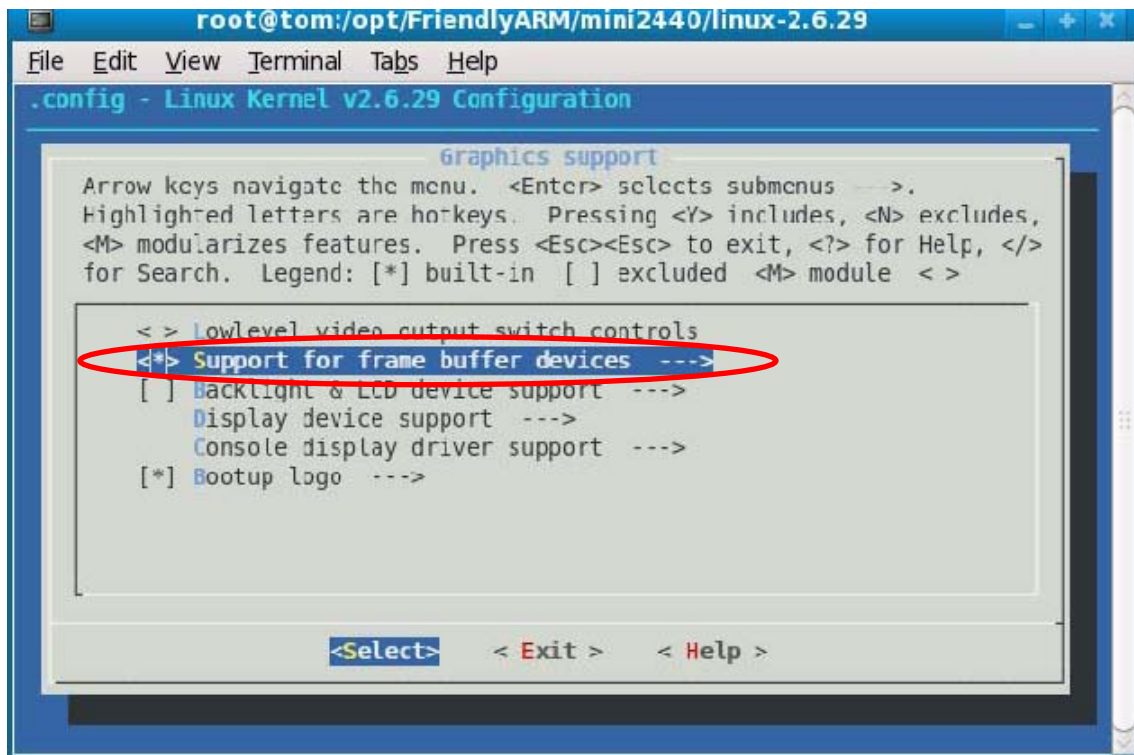 root@tom:/opt/FriendlyARM/mini2440/linux-2.6.29
File Edit View Terminal Tabs Help
.config - Linux Kernel v2.6.29 Configuration
Graphics support
Arrow keys navigate the menu. <Enter> selects submenus --->.
Highlighted letters are hotkeys. Pressing <Y> includes, <N> excludes,
<M> modularizes features. Press <Esc><Esc> to exit, <?> for Help, </>
for Search. Legend: [*] built-in [ ] excluded <M> module < >
< > Lowlevel video output switch controls
<*> Support for frame buffer devices --->
[ ] Backlight & LCD device support --->
Display device support --->
Console display driver support --->
[*] Bootup logo --->
<Select> < Exit > < Help >